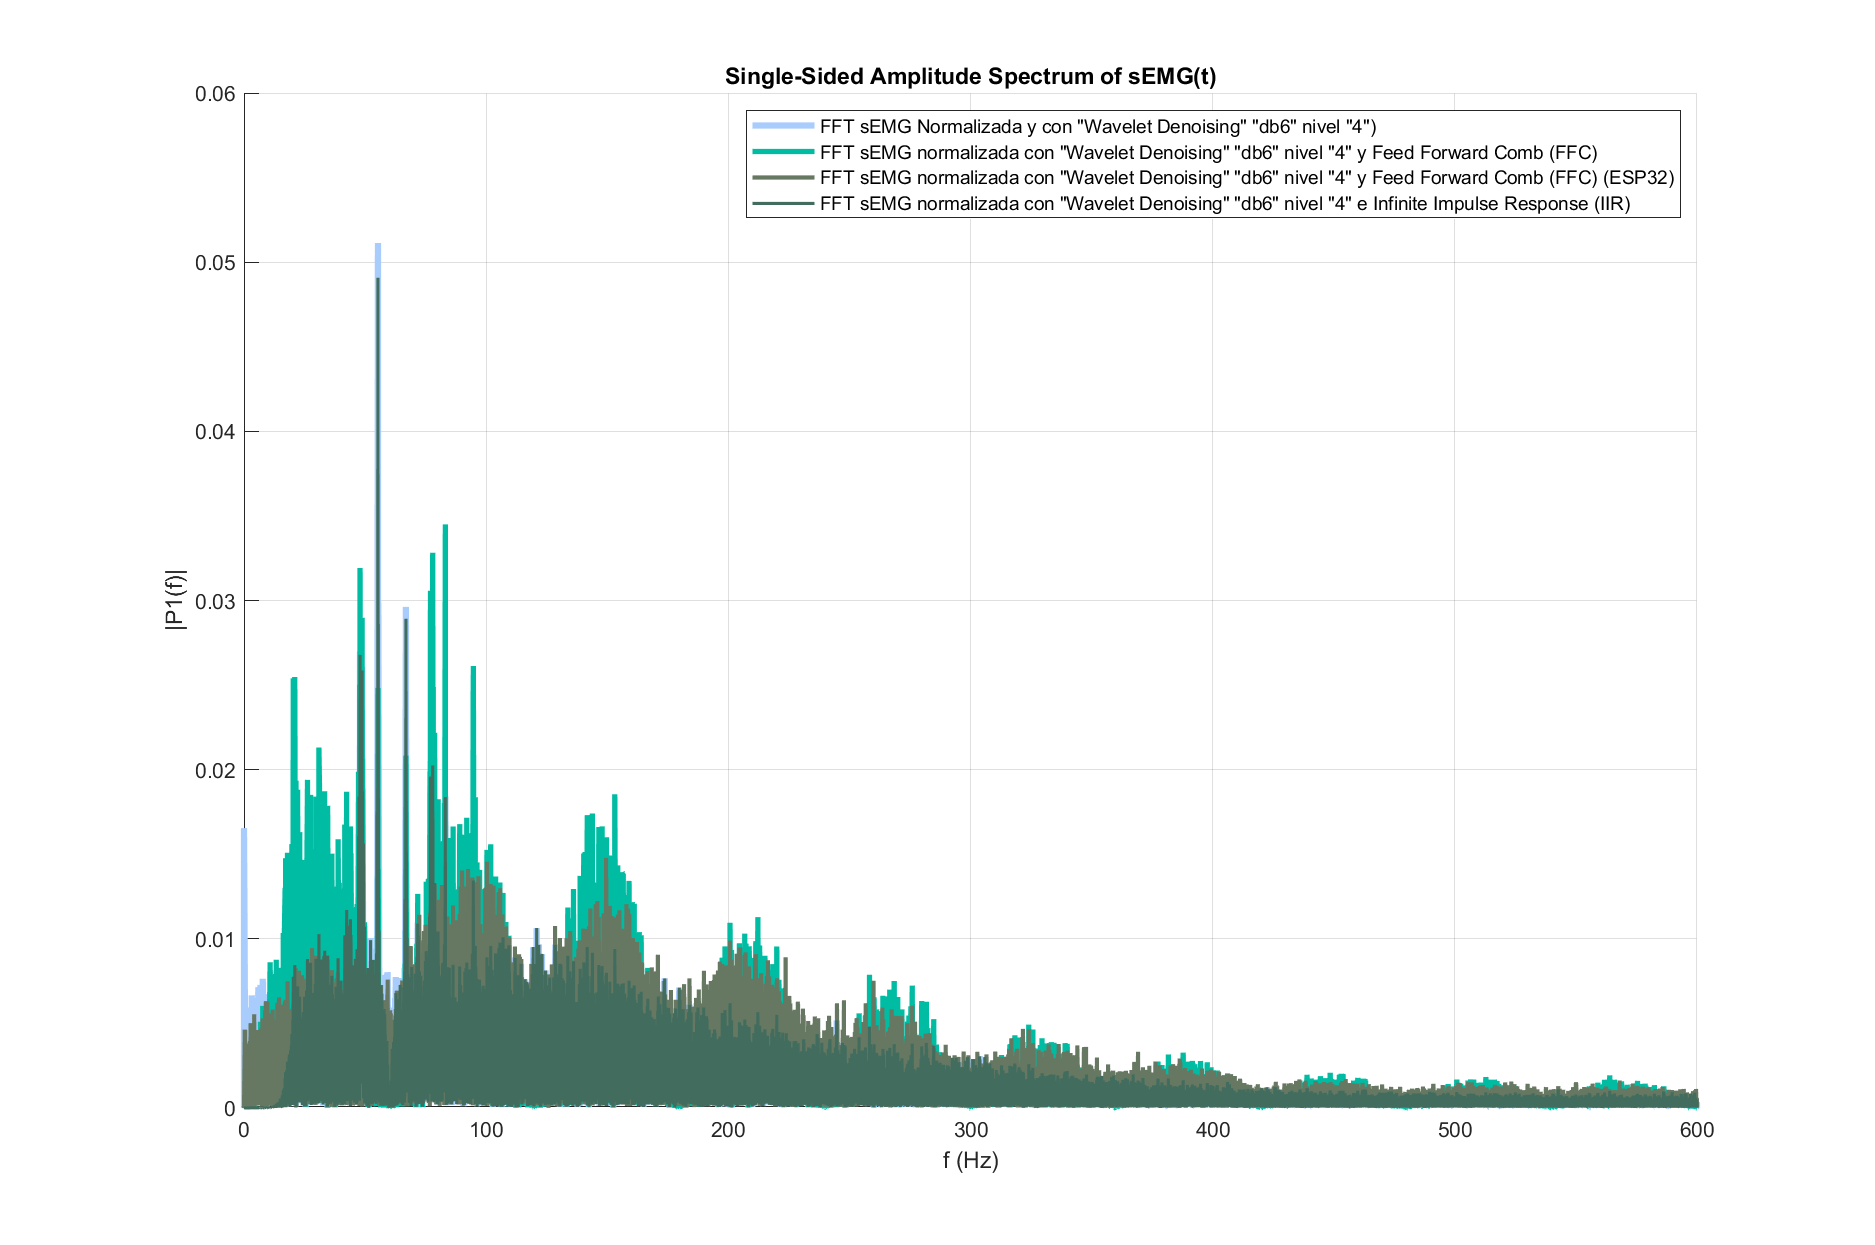 Single-Sided Amplitude Spectrum of sEMG(t)
FFT sEMG Normalizada y con "Wavelet Denoising" "db6" nivel "4")
FFT sEMG normalizada con "Wavelet Denoising" "db6" nivel "4" y Feed Forward Comb (FFC)
FFT sEMG normalizada con "Wavelet Denoising" "db6" nivel "4" y Feed Forward Comb (FFC) (ESP32)
FFT sEMG normalizada con "Wavelet Denoising" "db6" nivel "4" e Infinite Impulse Response (IIR)
0.06
0.05
0.04
0.03
0.02
0.01
0
|P1(f)|
0 100 200 300 400 500 600
f (Hz)